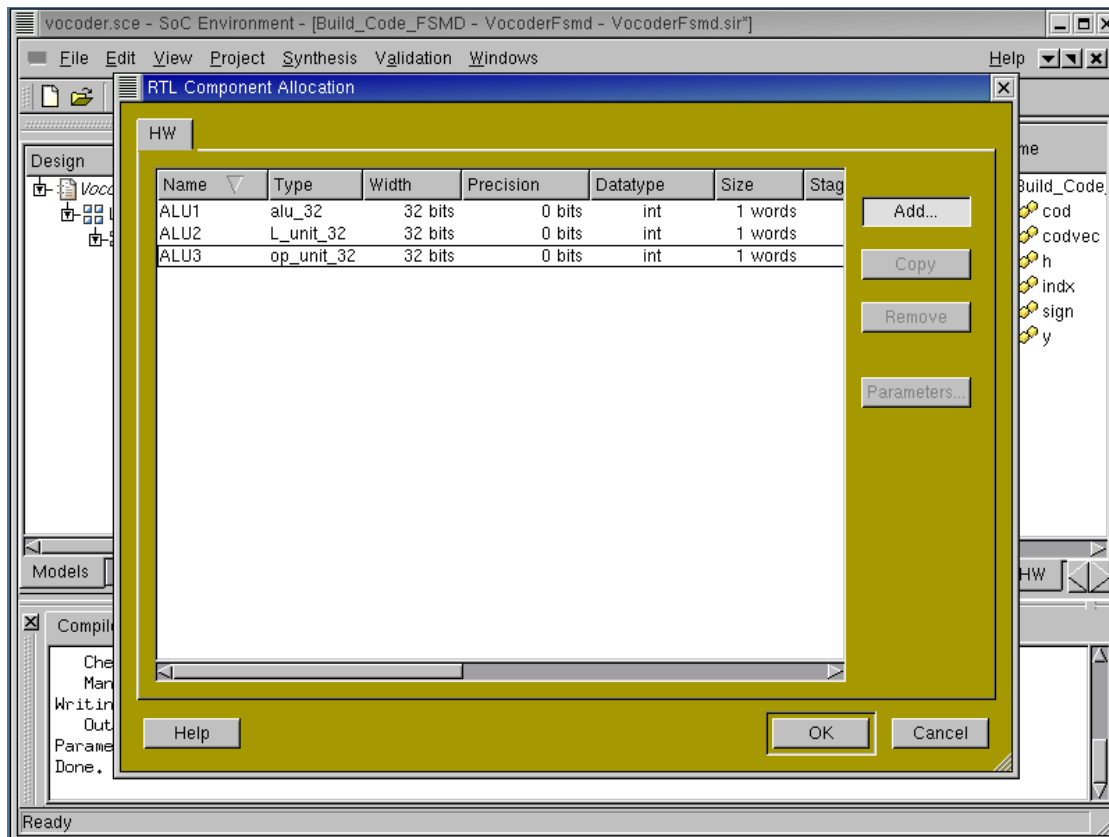 vocoder.sce - SoC Environment - [Build_Code_FSMD - VocoderFsmd - VocoderFsmd.sir*]
File Edit View Project Synthesis Validation Windows Help
RTL Component Allocation
HW
Design
Name Type Width Precision Datatype Size Stag
ALU1 alu_32 32 bits 0 bits int 1 words
ALU2 L_unit_32 32 bits 0 bits int 1 words
ALU3 op_unit_32 32 bits 0 bits int 1 words
Add...
Copy
Remove
Parameters...
me
Build_Code_
cod
codvec
h
indx
sign
y
Models
HW
Compile
Che
Man
Writin
Out
Parame
Done.
Help OK Cancel
Ready